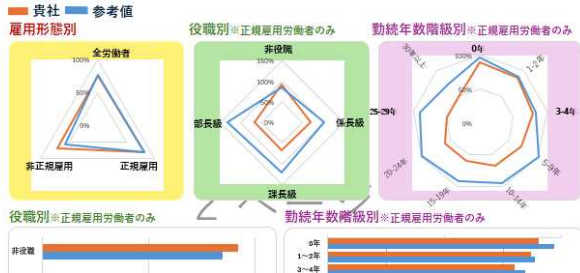 貴社 参考値
雇用形態別
役職別※正規雇用労働者のみ
勤続年数階級別※正規雇用労働者のみ
全労働者
100%
50%
0%
非正規雇用
正規雇用
非役職
150%
100%
50%
0%
部長級
係長級
課長級
0年
30年以上
100%
1-2年
50%
25-29年
3-4年
0%
20-24年
5-9年
15-19年
10-14年
役職別※正規雇用労働者のみ
勤続年数階級別※正規雇用労働者のみ
非役職
0年
1～2年
3～4年